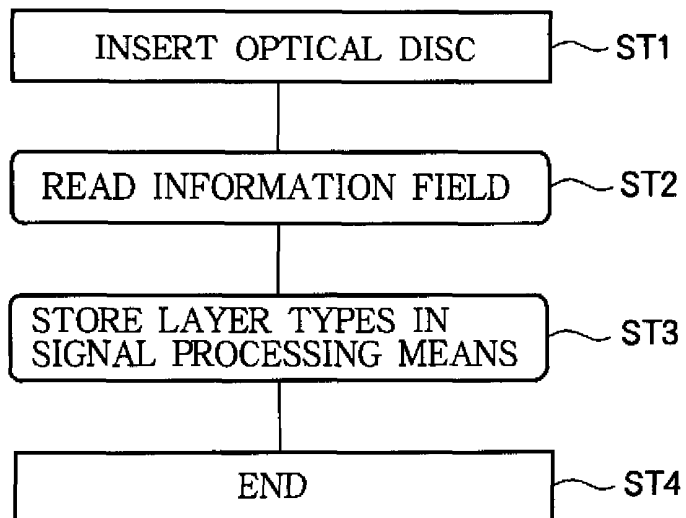 INSERT OPTICAL DISC
ST1
READ INFORMATION FIELD
ST2
STORE LAYER TYPES IN
SIGNAL PROCESSING MEANS
ST3
END
ST4